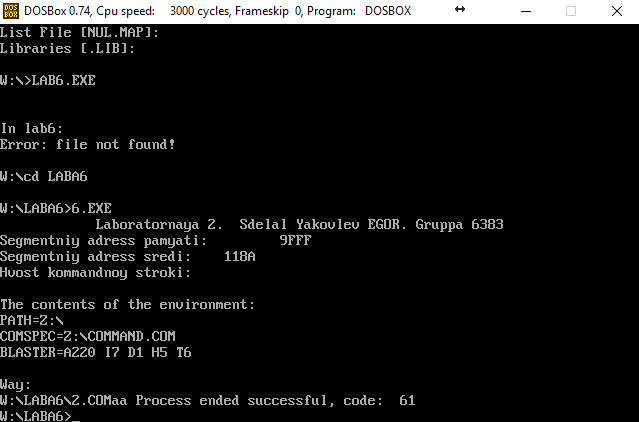 DOSBox 0.74, Cpu speed: 3000 cycles, Frameskip 0, Program: DOSBOX
List File [NUL.MAP]:
Libraries [.LIB]:
W:\>LAB6.EXE
In lab6:
Error: file not found!
W:\cd LABA6
W:\LABA6>6.EXE
Laboratornaya 2. Sdelal Yakovlev EGOR. Gruppa 6383
Segmentniy adress pamyati: 9FFF
Segmentniy adress sredi: 118A
Hvost kommandnoy stroki:
The contents of the environment:
PATH=Z:\
COMSPEC=Z:\COMMAND.COM
BLASTER=A220 I7 D1 H5 T6
Way:
W:\LABA6\2.COMaa Process ended successful, code: 61
W:\LABA6>_